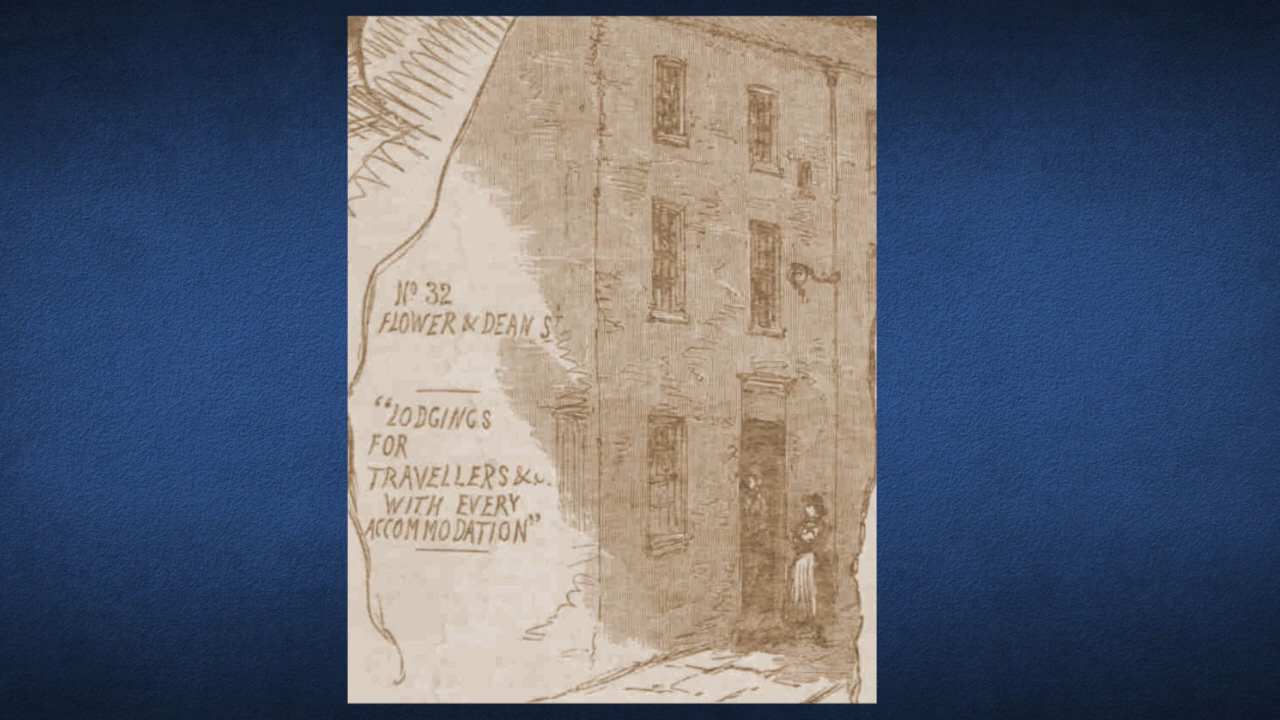 Nº 32
FLOWER & DEAN ST
"LODGINGS
FOR
TRAVELLERS &c.
WITH EVERY
ACCOMMODATION"